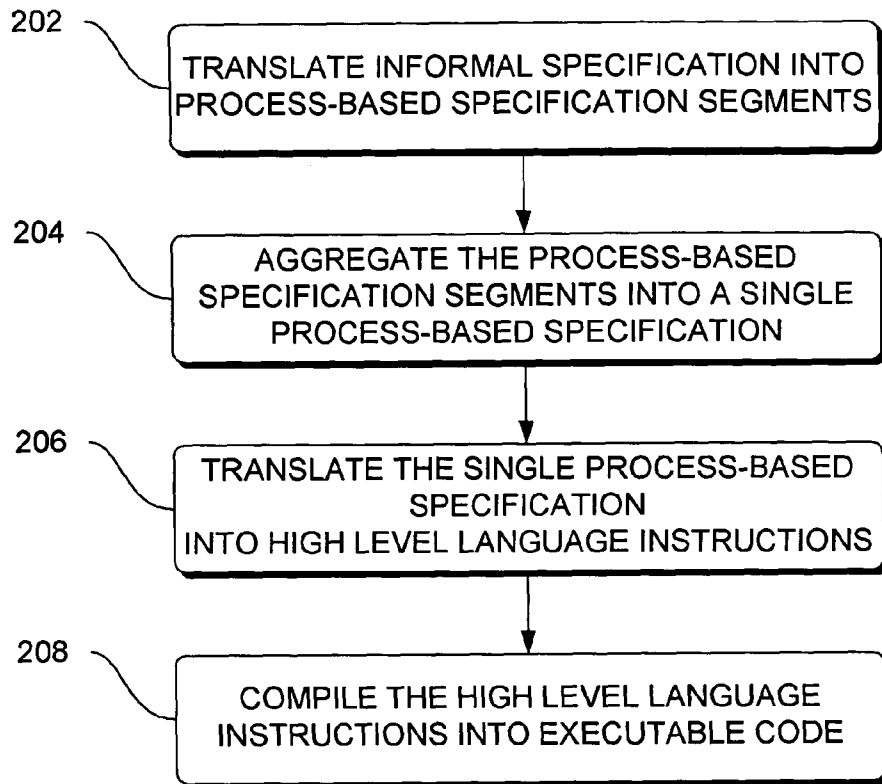 202
TRANSLATE INFORMAL SPECIFICATION INTO
PROCESS-BASED SPECIFICATION SEGMENTS
204
AGGREGATE THE PROCESS-BASED
SPECIFICATION SEGMENTS INTO A SINGLE
PROCESS-BASED SPECIFICATION
206
TRANSLATE THE SINGLE PROCESS-BASED
SPECIFICATION
INTO HIGH LEVEL LANGUAGE INSTRUCTIONS
208
COMPILE THE HIGH LEVEL LANGUAGE
INSTRUCTIONS INTO EXECUTABLE CODE